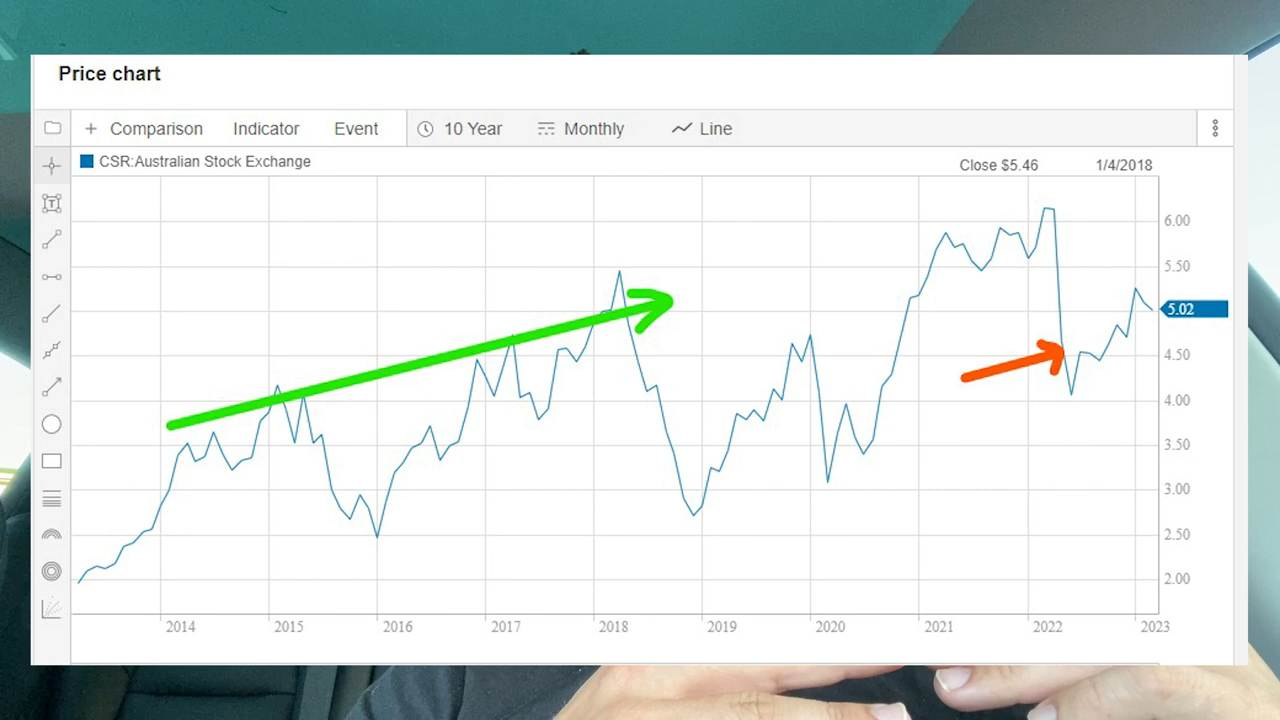 Price chart
+ Comparison Indicator Event 10 Year Monthly Line
CSR:Australian Stock Exchange Close $5.46 1/4/2018
T
6.00
5.50
5.02
4.50
4.00
3.50
3.00
2.50
2.00
2014 2015 2016 2017 2018 2019 2020 2021 2022 2023